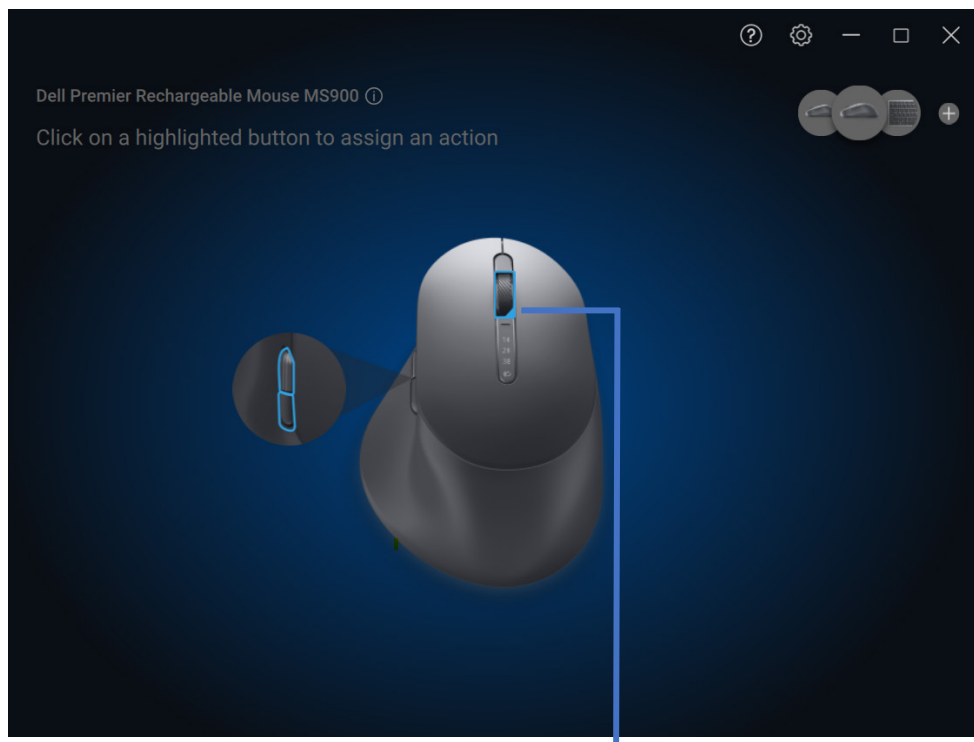 Dell Premier Rechargeable Mouse MS900
Click on a highlighted button to assign an action